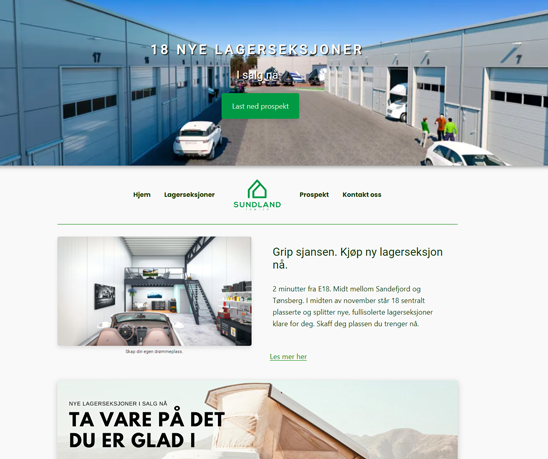 18 NYE LAGERSEKSJONER
I salg nå.
Last ned prospekt
17
16
Hjem
Lagerseksjoner
SUNDLAND
Prospekt
Kontakt oss
Grip sjansen. Kjøp ny lagerseksjon
nå.
2 minutter fra E18. Midt mellom Sandefjord og
Tønsberg. I midten av november står 18 sentralt
plasserte og splitter nye, fullisolerte lagerseksjoner
klare for deg. Skaff deg plassen du trenger nå.
Skap din egen drømmeplass.
Les mer her
NYE LAGERSEKSJONER I SALG NÅ
TA VARE PÅ DET
DU ER GLAD I